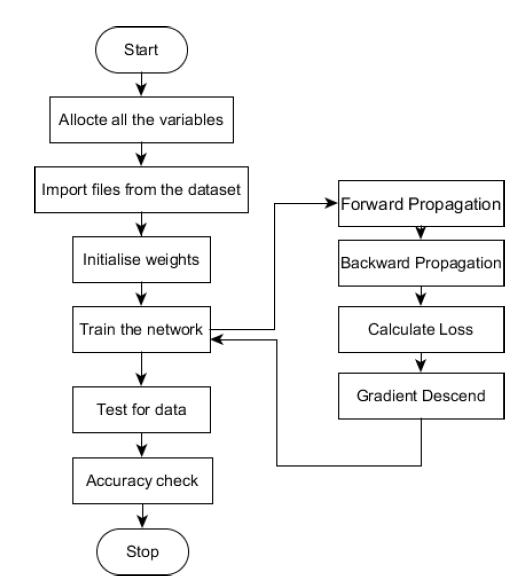 Start
Allocte all the variables
Import files from the dataset
Initialise weights
Train the network
Test for data
Accuracy check
Stop
Forward Propagation
Backward Propagation
Calculate Loss
Gradient Descend